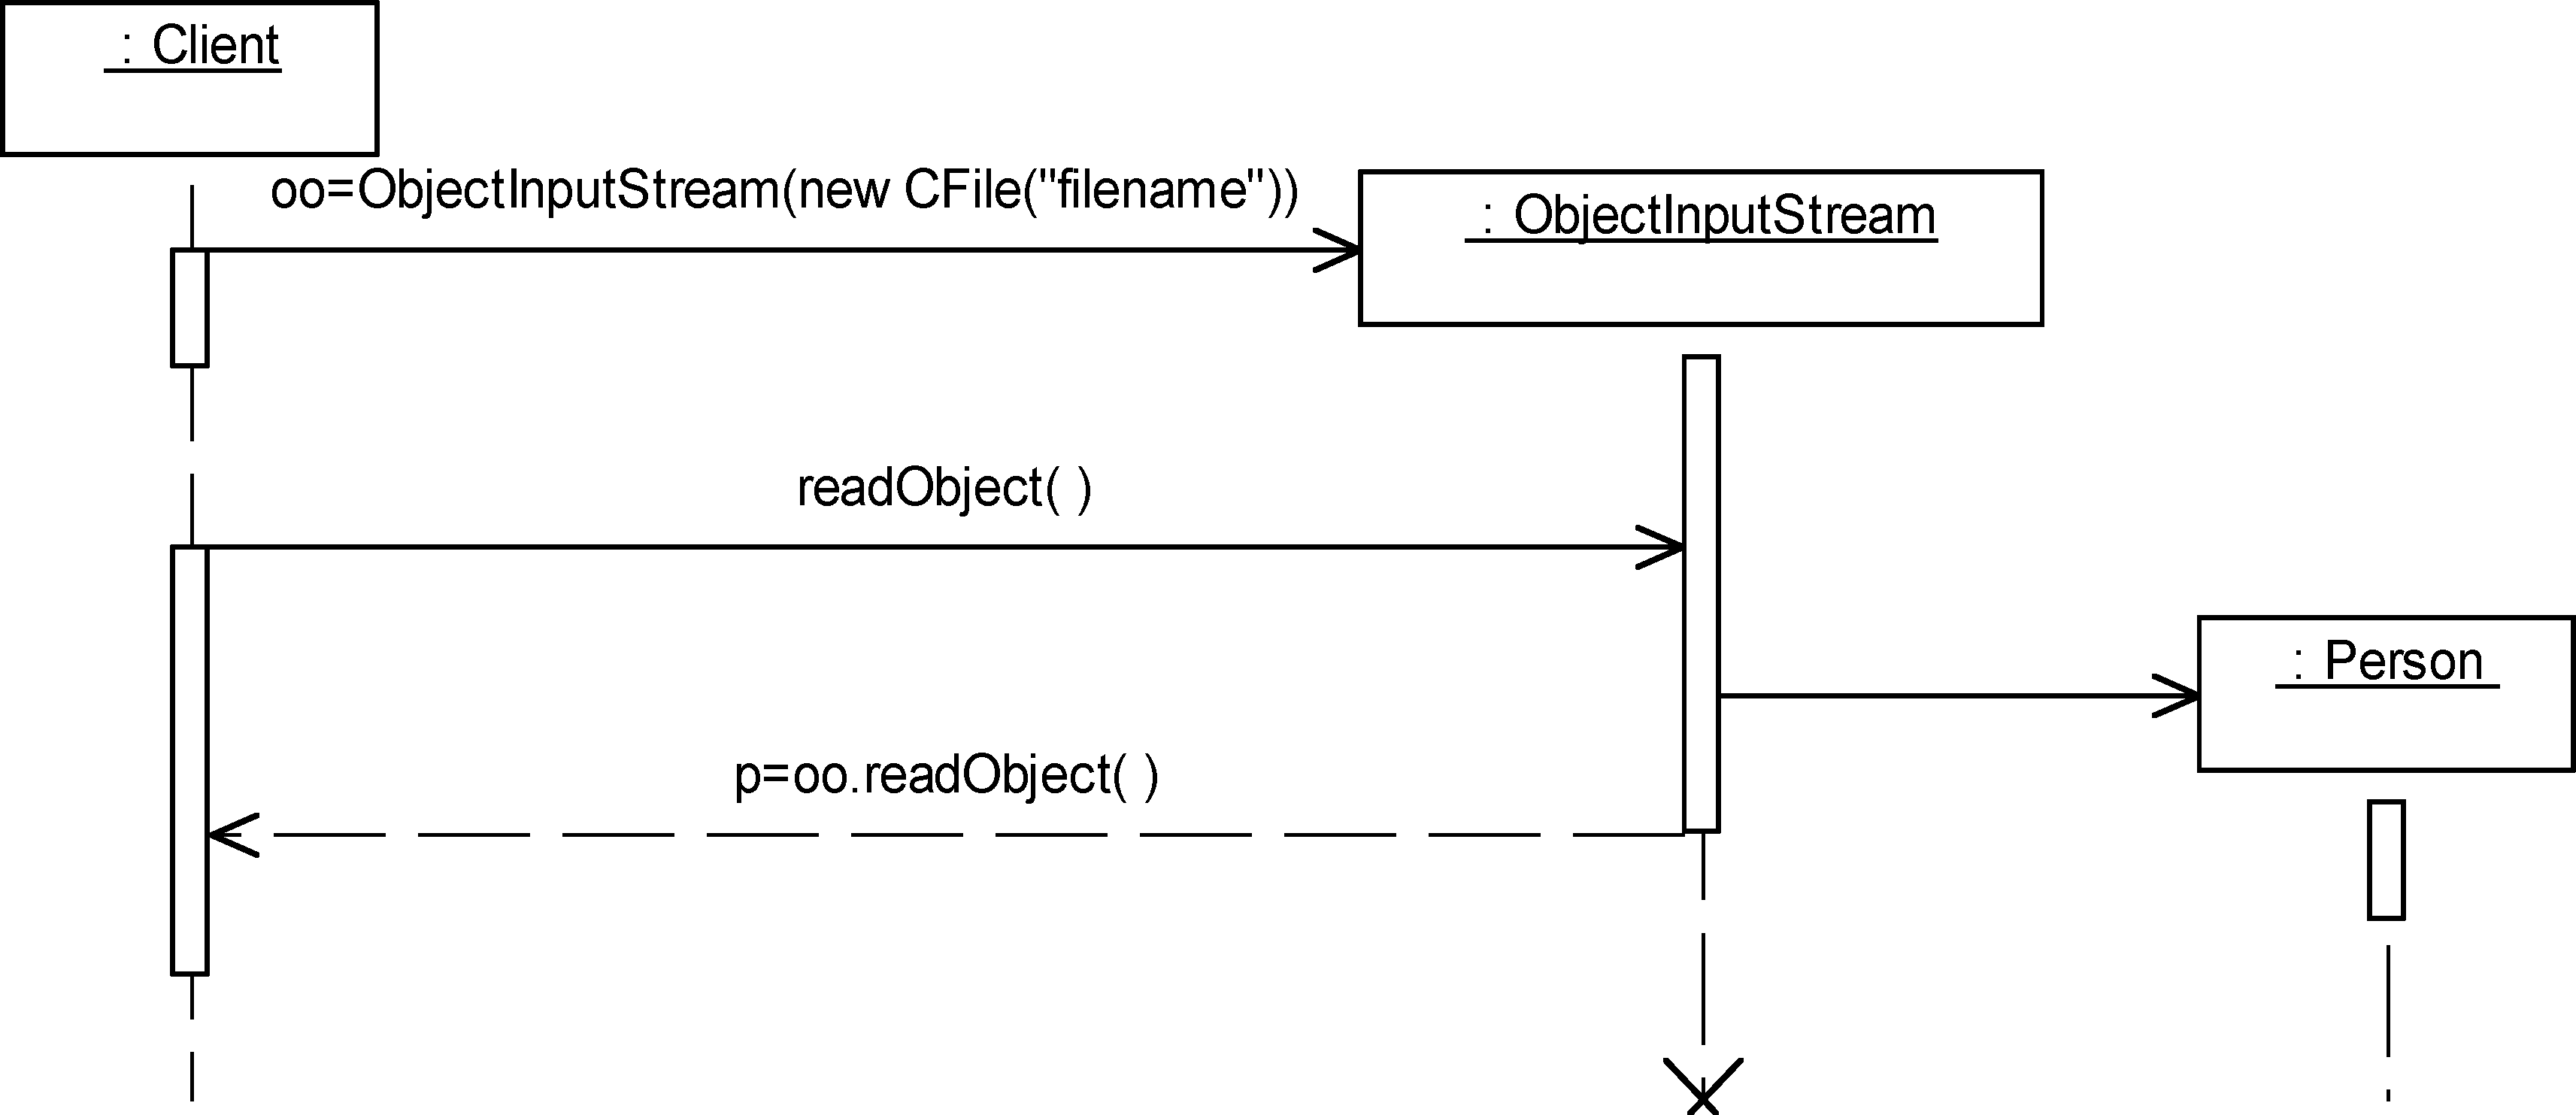 : Client
oo=ObjectInputStream(new CFile("filename"))
: ObjectInputStream
readObject( )
: Person
p=oo.readObject( )